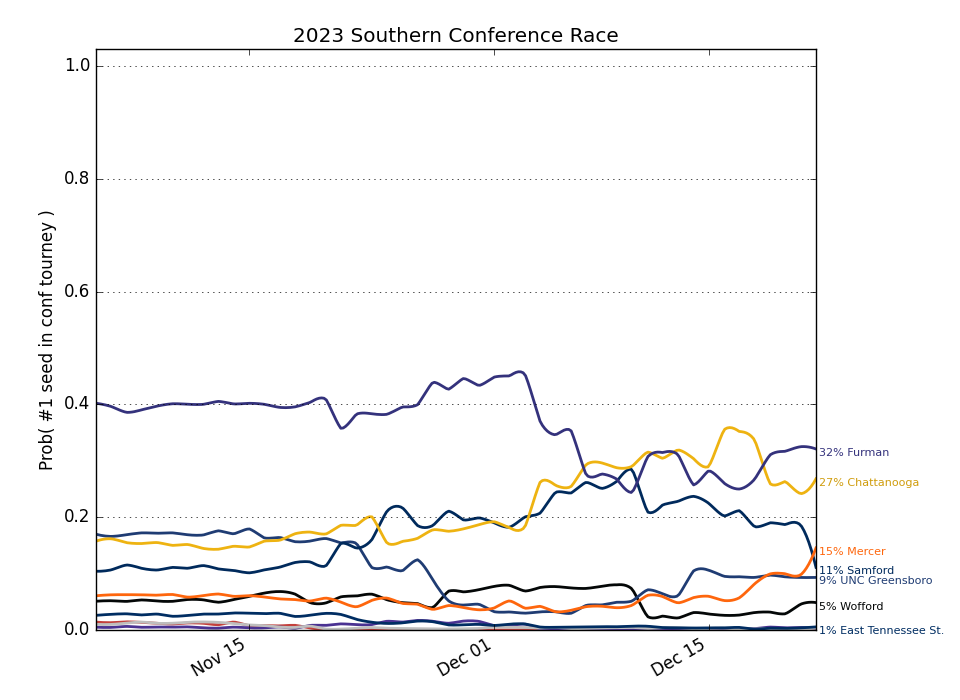 2023 Southern Conference Race
Prob( #1 seed in conf tourney )
1.0
0.8
0.6
0.4
0.2
0.0
Nov 15
Dec 01
Dec 15
32% Furman
27% Chattanooga
15% Mercer
11% Samford
9% UNC Greensboro
5% Wofford
1% East Tennessee St.